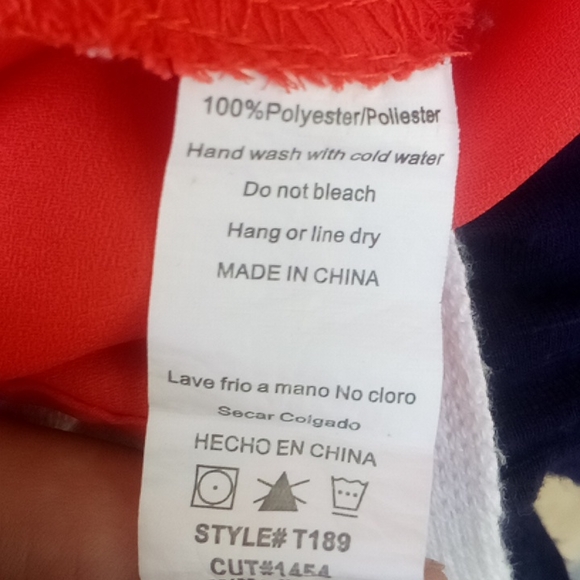 100%Polyester/Poliester
Hand wash with cold water
Do not bleach
Hang or line dry
MADE IN CHINA
Lave frio a mano No cloro
Secar Colgado
HECHO EN CHINA
STYLE# T189
CUT#1454